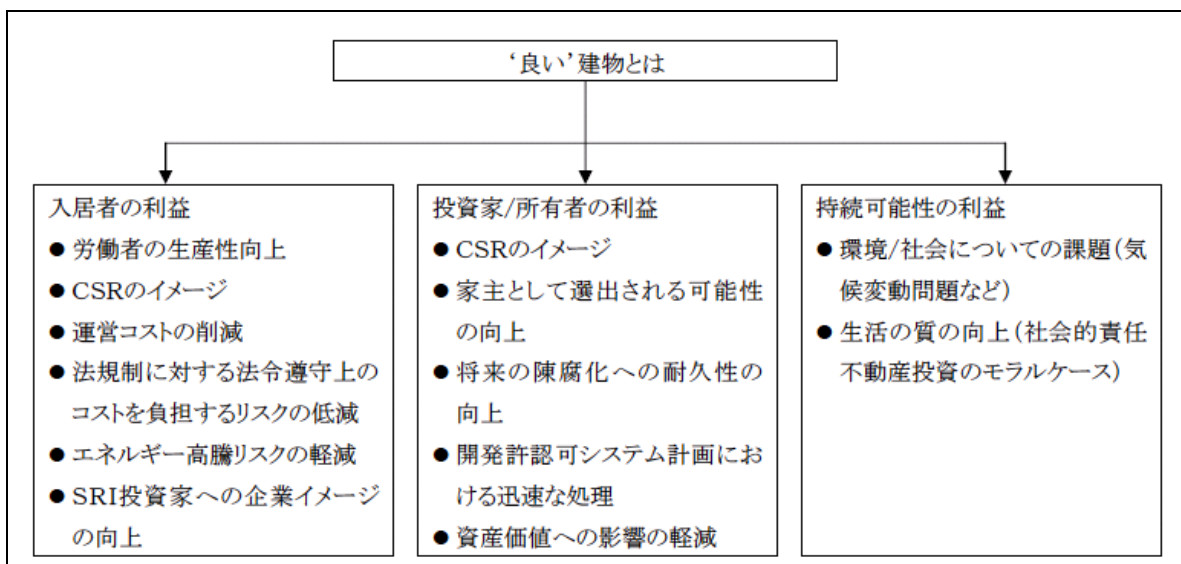 ‘良い’建物とは
入居者の利益
● 労働者の生産性向上
● CSRのイメージ
● 運営コストの削減
● 法規制に対する法令遵守上の
コストを負担するリスクの低減
● エネルギー高騰リスクの軽減
● SRI投資家への企業イメージ
の向上
投資家/所有者の利益
● CSRのイメージ
● 家主として選出される可能性
の向上
● 将来の陳腐化への耐久性の
向上
● 開発許認可システム計画にお
ける迅速な処理
● 資産価値への影響の軽減
持続可能性の利益
● 環境/社会についての課題(気
候変動問題など)
● 生活の質の向上(社会的責任
不動産投資のモラルケース)